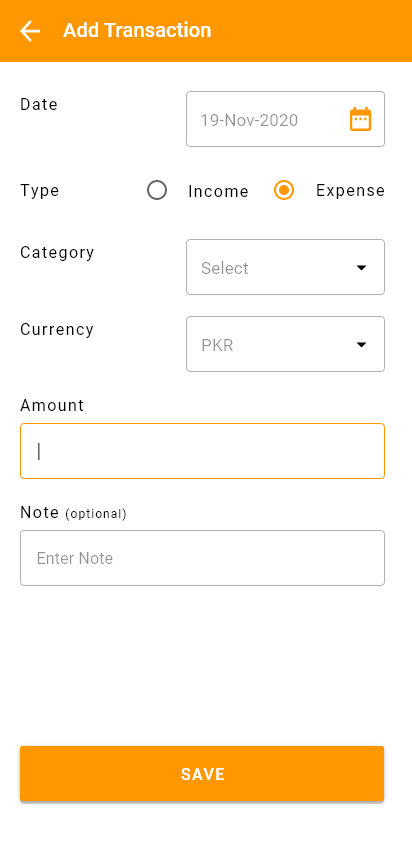 Add Transaction
Date
19-Nov-2020
Type
Income
Expense
Category
Select
Currency
PKR
Amount
Note (optional)
Enter Note
SAVE